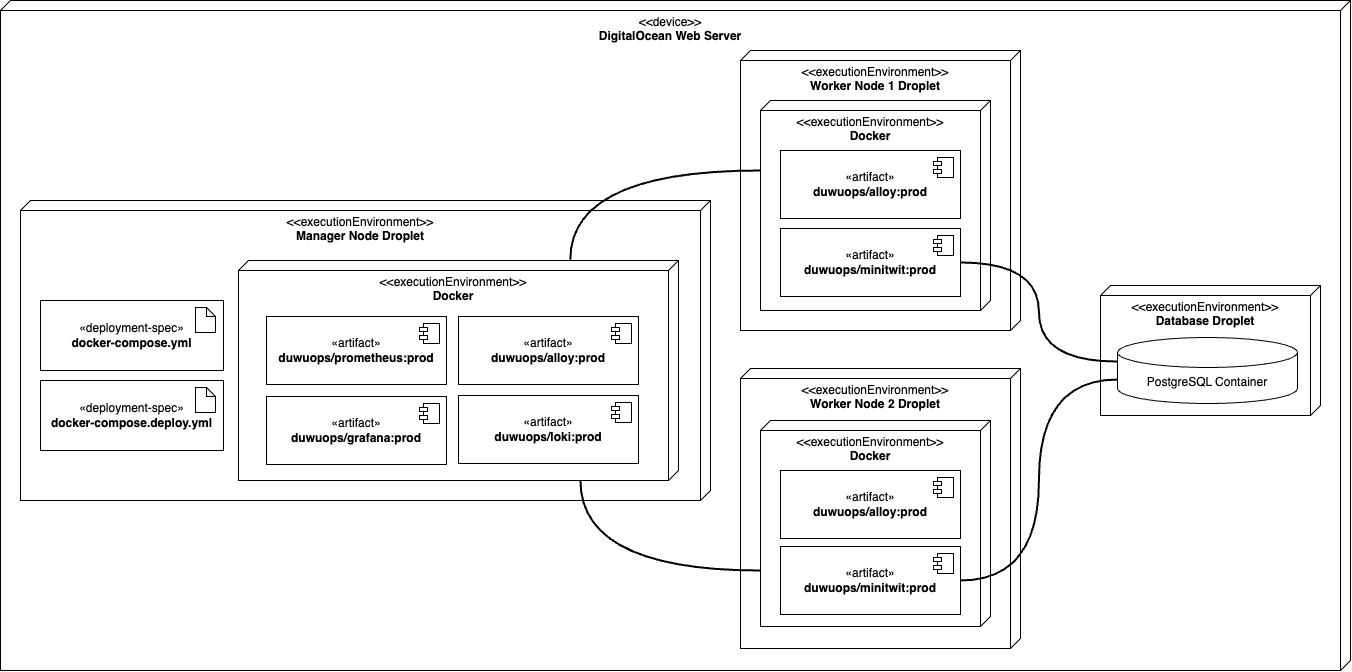 <<device>>
DigitalOcean Web Server
<<executionEnvironment>>
Manager Node Droplet
«deployment-spec»
docker-compose.yml
«deployment-spec»
docker-compose.deploy.yml
<<executionEnvironment>>
Docker
«artifact»
duwuops/prometheus:prod
«artifact»
duwuops/alloy:prod
«artifact»
duwuops/grafana:prod
«artifact»
duwuops/loki:prod
<<executionEnvironment>>
Worker Node 1 Droplet
<<executionEnvironment>>
Docker
«artifact»
duwuops/alloy:prod
«artifact»
duwuops/minitwit:prod
<<executionEnvironment>>
Worker Node 2 Droplet
<<executionEnvironment>>
Docker
«artifact»
duwuops/alloy:prod
«artifact»
duwuops/minitwit:prod
<<executionEnvironment>>
Database Droplet
PostgreSQL Container